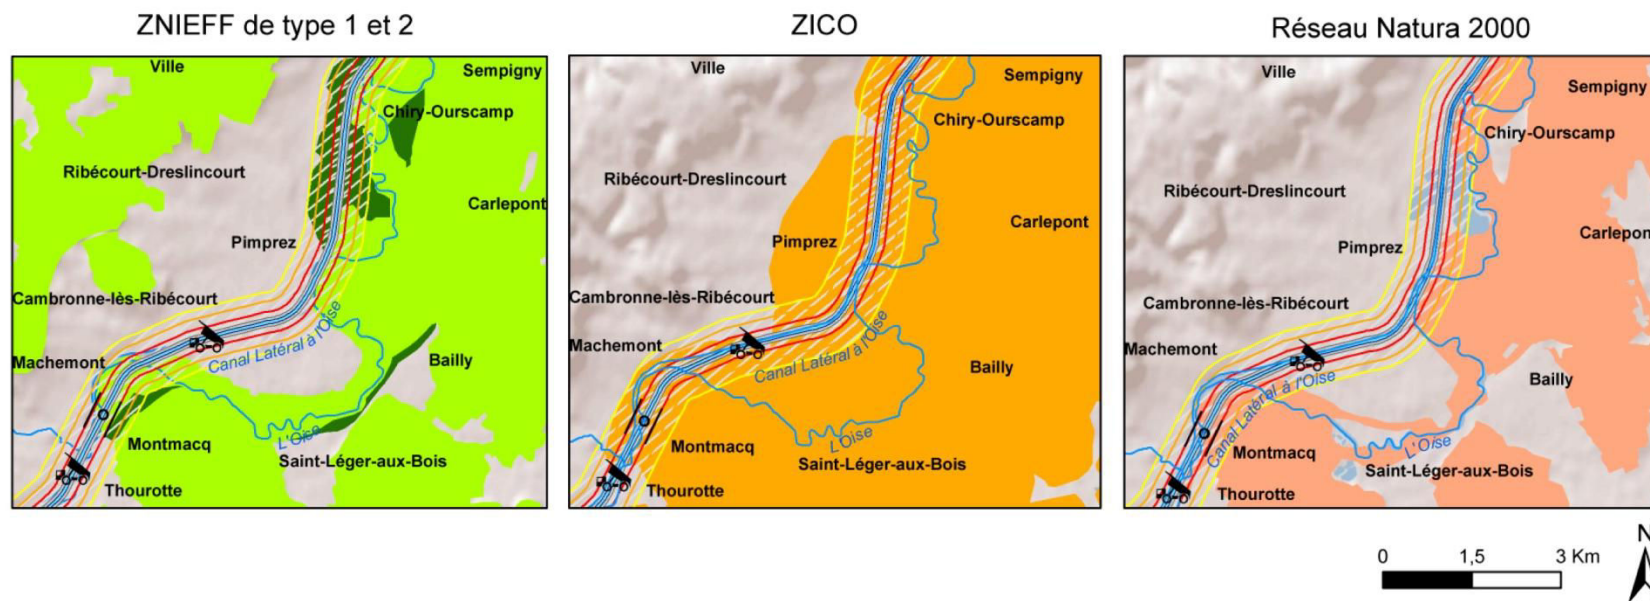 ZNIEFF de type 1 et 2
Ville
Sempigny
Chiry-Ourscamp
Ribécourt-Dreslincourt
Carlepont
Pimprez
Cambronne-lès-Ribécourt
Machemont
Canal Latéral à l'Oise
Bailly
L'Oise
Montmacq
Saint-Léger-aux-Bois
Thourotte
ZICO
Ville
Sempigny
Chiry-Ourscamp
Ribécourt-Dreslincourt
Carlepont
Pimprez
Cambronne-lès-Ribécourt
Machemont
Canal Latéral à l'Oise
Bailly
L'Oise
Montmacq
Saint-Léger-aux-Bois
Thourotte
Réseau Natura 2000
Ville
Sempigny
Chiry-Ourscamp
Ribécourt-Dreslincourt
Carlepon
Pimprez
Cambronne-lès-Ribécourt
Machemont
Canal Latéral à l'Oise
Bailly
L'Oise
Montmacq
Saint-Léger-aux-Bois
Thourotte
N
0 1,5 3 Km